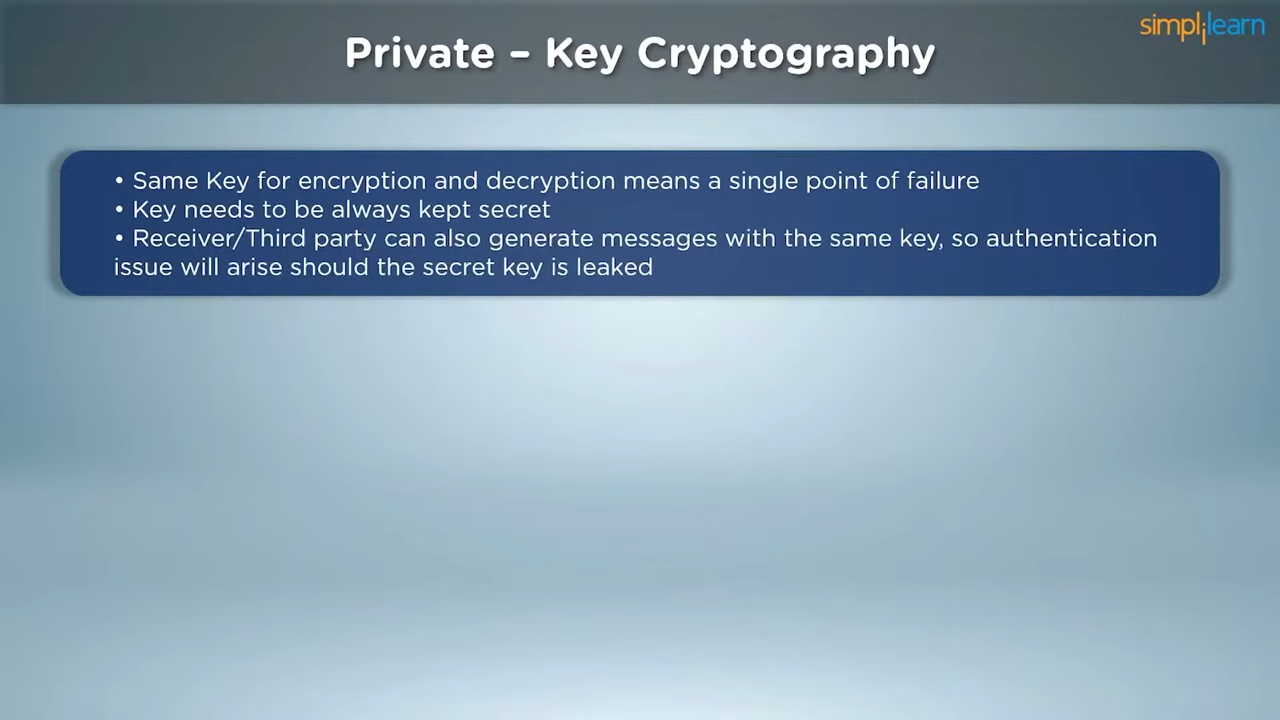 simplilearn
Private – Key Cryptography
• Same Key for encryption and decryption means a single point of failure
• Key needs to be always kept secret
• Receiver/Third party can also generate messages with the same key, so authentication
issue will arise should the secret key is leaked